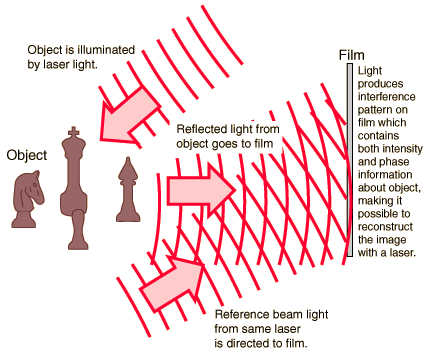 Object is illuminated
by laser light.
Film
Light
produces
interference
pattern on
film which
contains
both intensity
and phase
information
about object,
making it
possible to
reconstruct
the image
with a laser.
Reflected light from
object goes to film
Object
Reference beam light
from same laser
is directed to film.